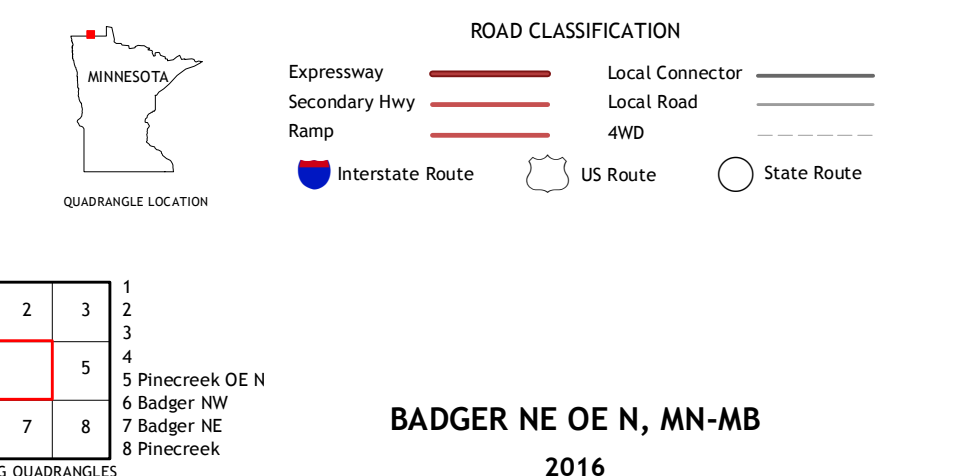 MINNESOTA
QUADRANGLE LOCATION
ROAD CLASSIFICATION
Expressway
Secondary Hwy
Ramp
Local Connector
Local Road
4WD
Interstate Route
US Route
State Route
2 3
5
7 8
1
2
3
4
5 Pinecreek OE N
6 Badger NW
7 Badger NE
8 Pinecreek
G QUADRANGLES
BADGER NE OE N, MN-MB
2016